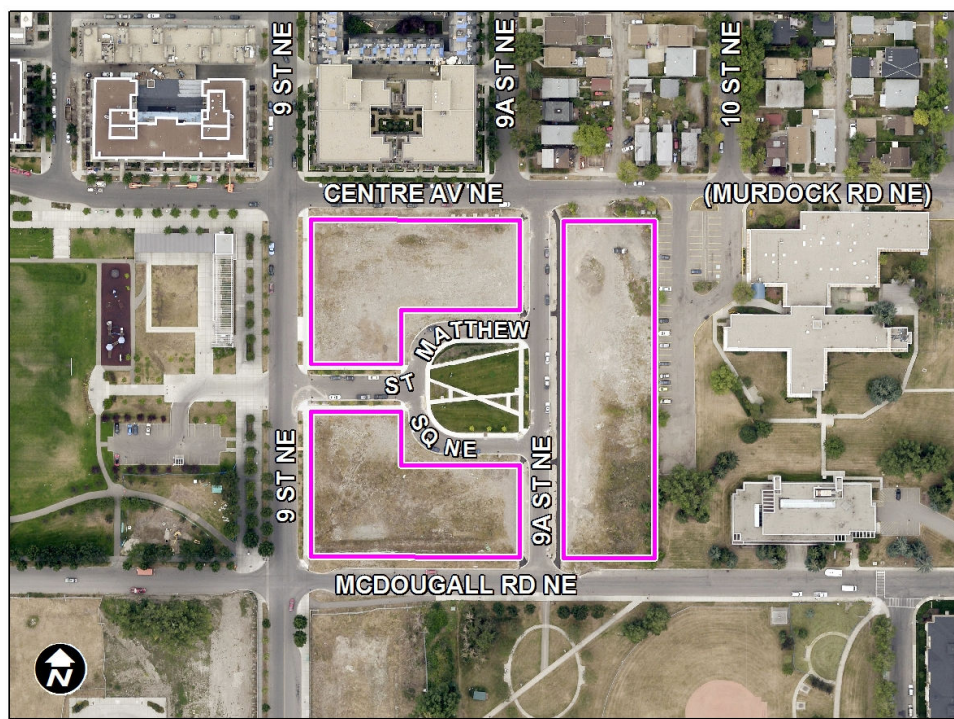 9 ST NE
9A ST NE
10 ST NE
CENTRE AV NE
(MURDOCK RD NE)
ST MATTHEW
SQ NE
9 ST NE
9A ST NE
MCDOUGALL RD NE
N